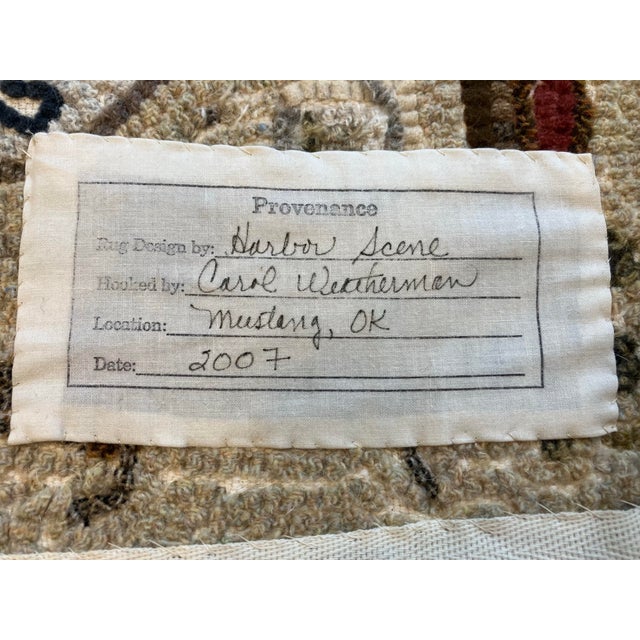 Provenance
Rug Design by: Harbor Scene
Hooked by: Carol Weatherman
Location: Mustang, OK
Date: 2007